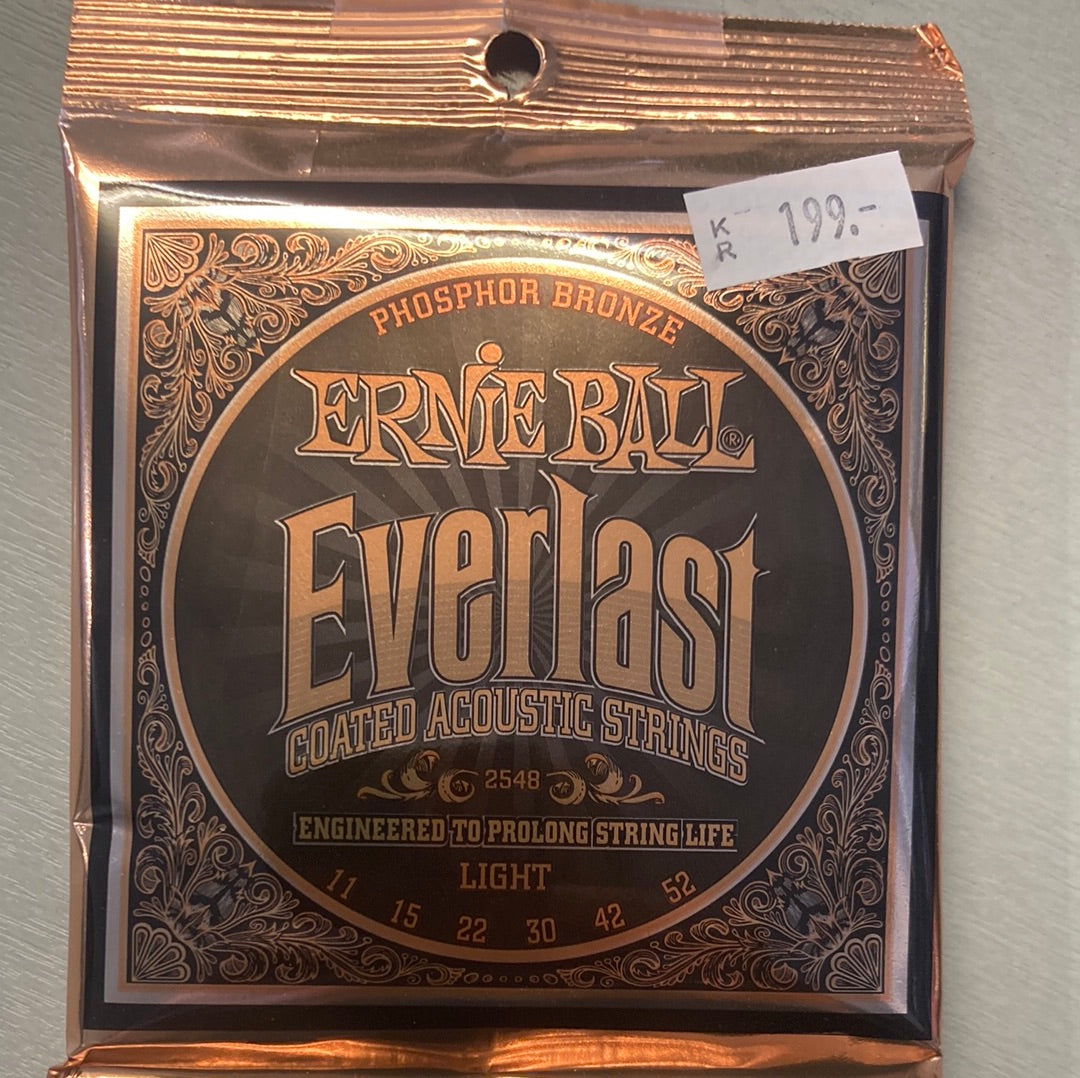 KR 199.-
PHOSPHOR BRONZE
ERNIE BALL®
Everlast
COATED ACOUSTIC STRINGS
2548
ENGINEERED TO PROLONG STRING LIFE
LIGHT
11 15 22 30 42 52